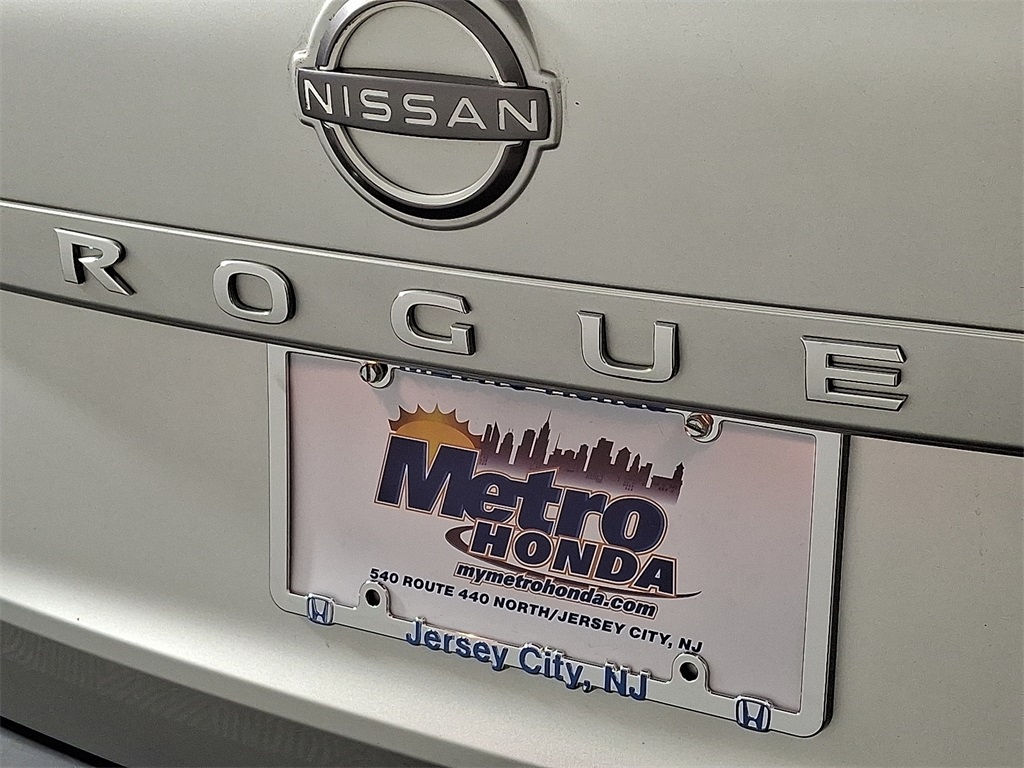 NISSAN
ROGUE
Metro
HONDA
mymetrohonda.com
540 ROUTE 440 NORTH/JERSEY CITY, NJ
Jersey City, NJ